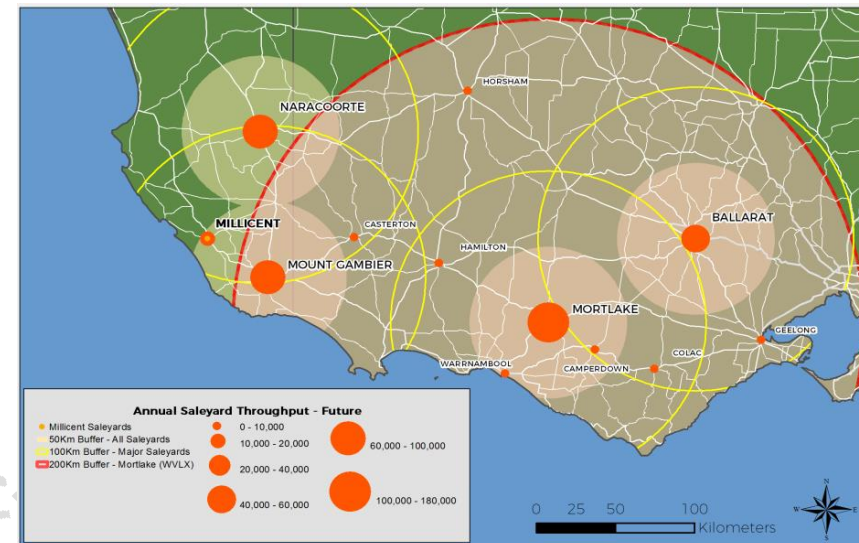 HORSHAM
NARACOORTE
MILLICENT
CASTERTON
BALLARAT
HAMILTON
MOUNT GAMBIER
MORTLAKE
GEELONG
WARRNAMBOOL
CAMPERDOWN
COLAC
Annual Saleyard Throughput - Future
Millicent Saleyards
50Km Buffer - All Saleyards
100Km Buffer - Major Saleyards
200Km Buffer - Mortlake (WVLX)
0 - 10,000
10,000 - 20,000
20,000 - 40,000
40,000 - 60,000
60,000 - 100,000
100,000 - 180,000
0 25 50 100
Kilometers
N
W E
S